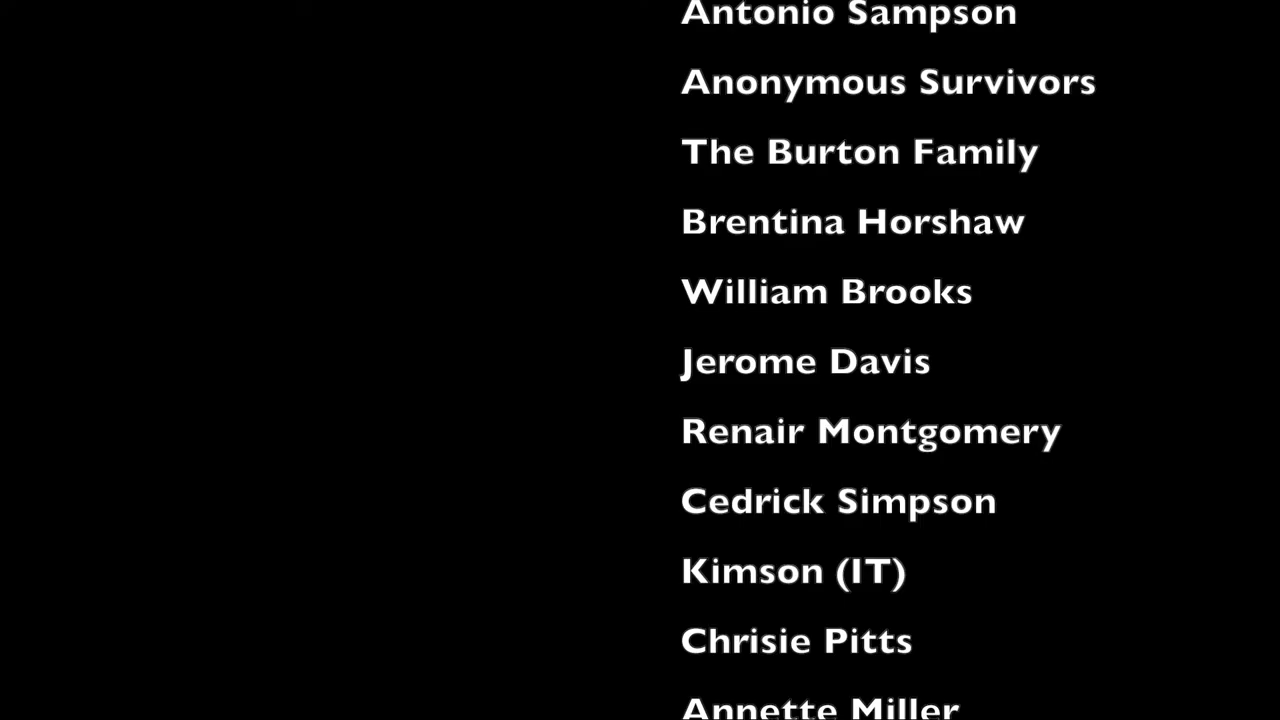 Antonio Sampson
Anonymous Survivors
The Burton Family
Brentina Horshaw
William Brooks
Jerome Davis
Renair Montgomery
Cedrick Simpson
Kimson (IT)
Chrisie Pitts
Annette Miller